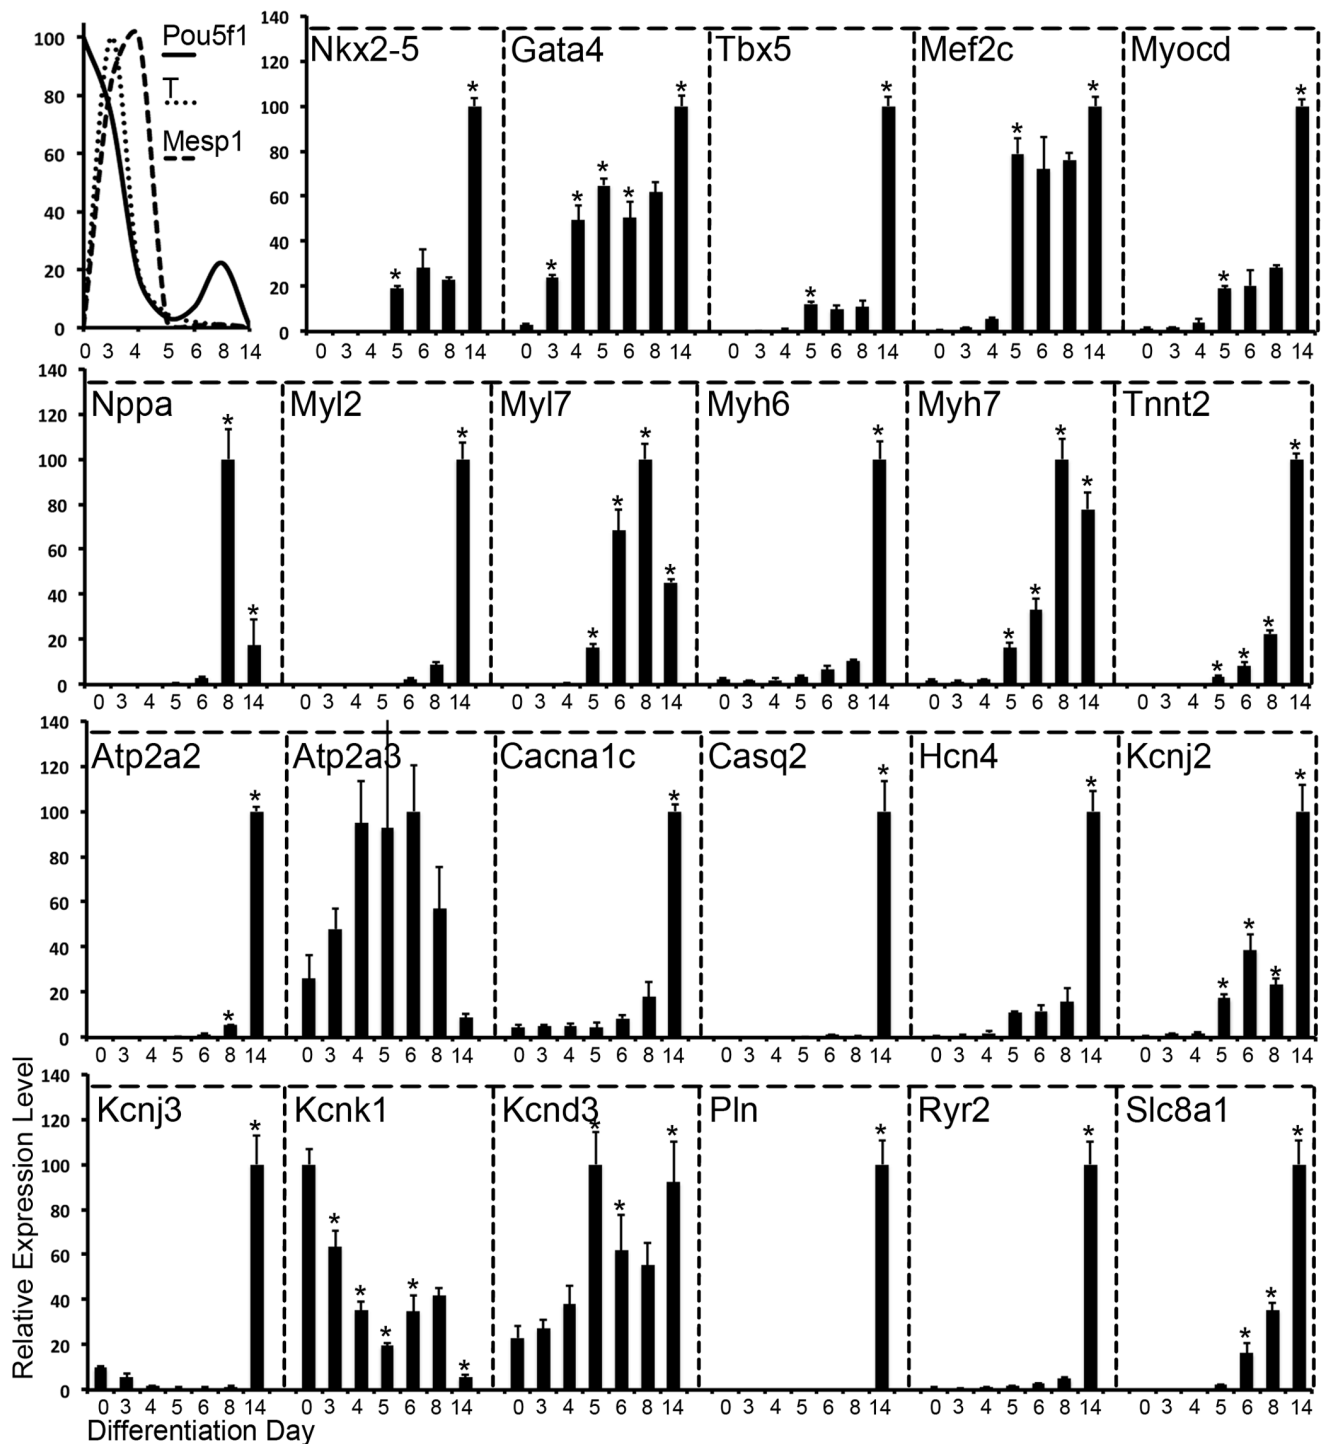 Pou5f1
T
Mesp1
100
80
60
40
20
0
0 3 4 5 6 8 14
140
120
100
80
60
40
20
0
Nkx2-5 Gata4 Tbx5 Mef2c Myocd
* * * * * * * * * * * *
0 3 4 5 6 8 14 0 3 4 5 6 8 14 0 3 4 5 6 8 14 0 3 4 5 6 8 14 0 3 4 5 6 8 14
140
120
100
80
60
40
20
0
Nppa Myl2 Myl7 Myh6 Myh7 Tnnt2
* * * * * * * * * * * * * * * *
0 3 4 5 6 8 14 0 3 4 5 6 8 14 0 3 4 5 6 8 14 0 3 4 5 6 8 14 0 3 4 5 6 8 14 0 3 4 5 6 8 14
140
120
100
80
60
40
20
0
Atp2a2 Atp2a3 Cacna1c Casq2 Hcn4 Kcnj2
* * * * * * * * *
0 3 4 5 6 8 14 0 3 4 5 6 8 14 0 3 4 5 6 8 14 0 3 4 5 6 8 14 0 3 4 5 6 8 14 0 3 4 5 6 8 14
Relative Expression Level
140
120
100
80
60
40
20
0
Kcnj3 Kcnk1 Kcnd3 Pln Ryr2 Slc8a1
* * * * * * * * * * * * * *
0 3 4 5 6 8 14 0 3 4 5 6 8 14 0 3 4 5 6 8 14 0 3 4 5 6 8 14 0 3 4 5 6 8 14 0 3 4 5 6 8 14
Differentiation Day